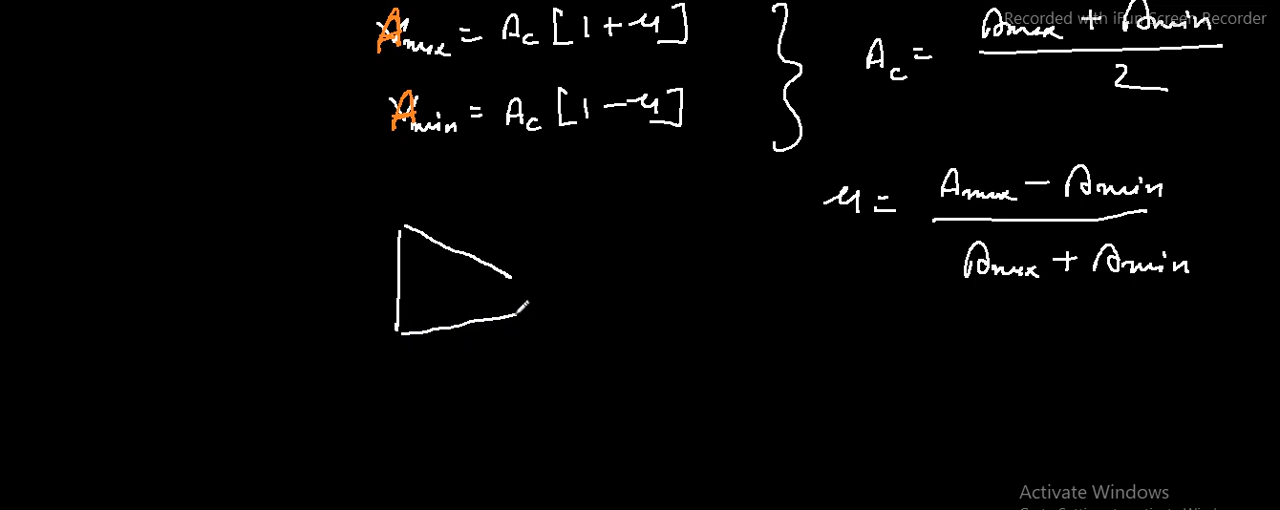 Amax = Ac [1 + μ]
Amin = Ac [1 - μ]
Ac = Amax + Amin / 2
μ = Amax - Amin / Amax + Amin
Recorded with iFun Screen Recorder
Activate Windows